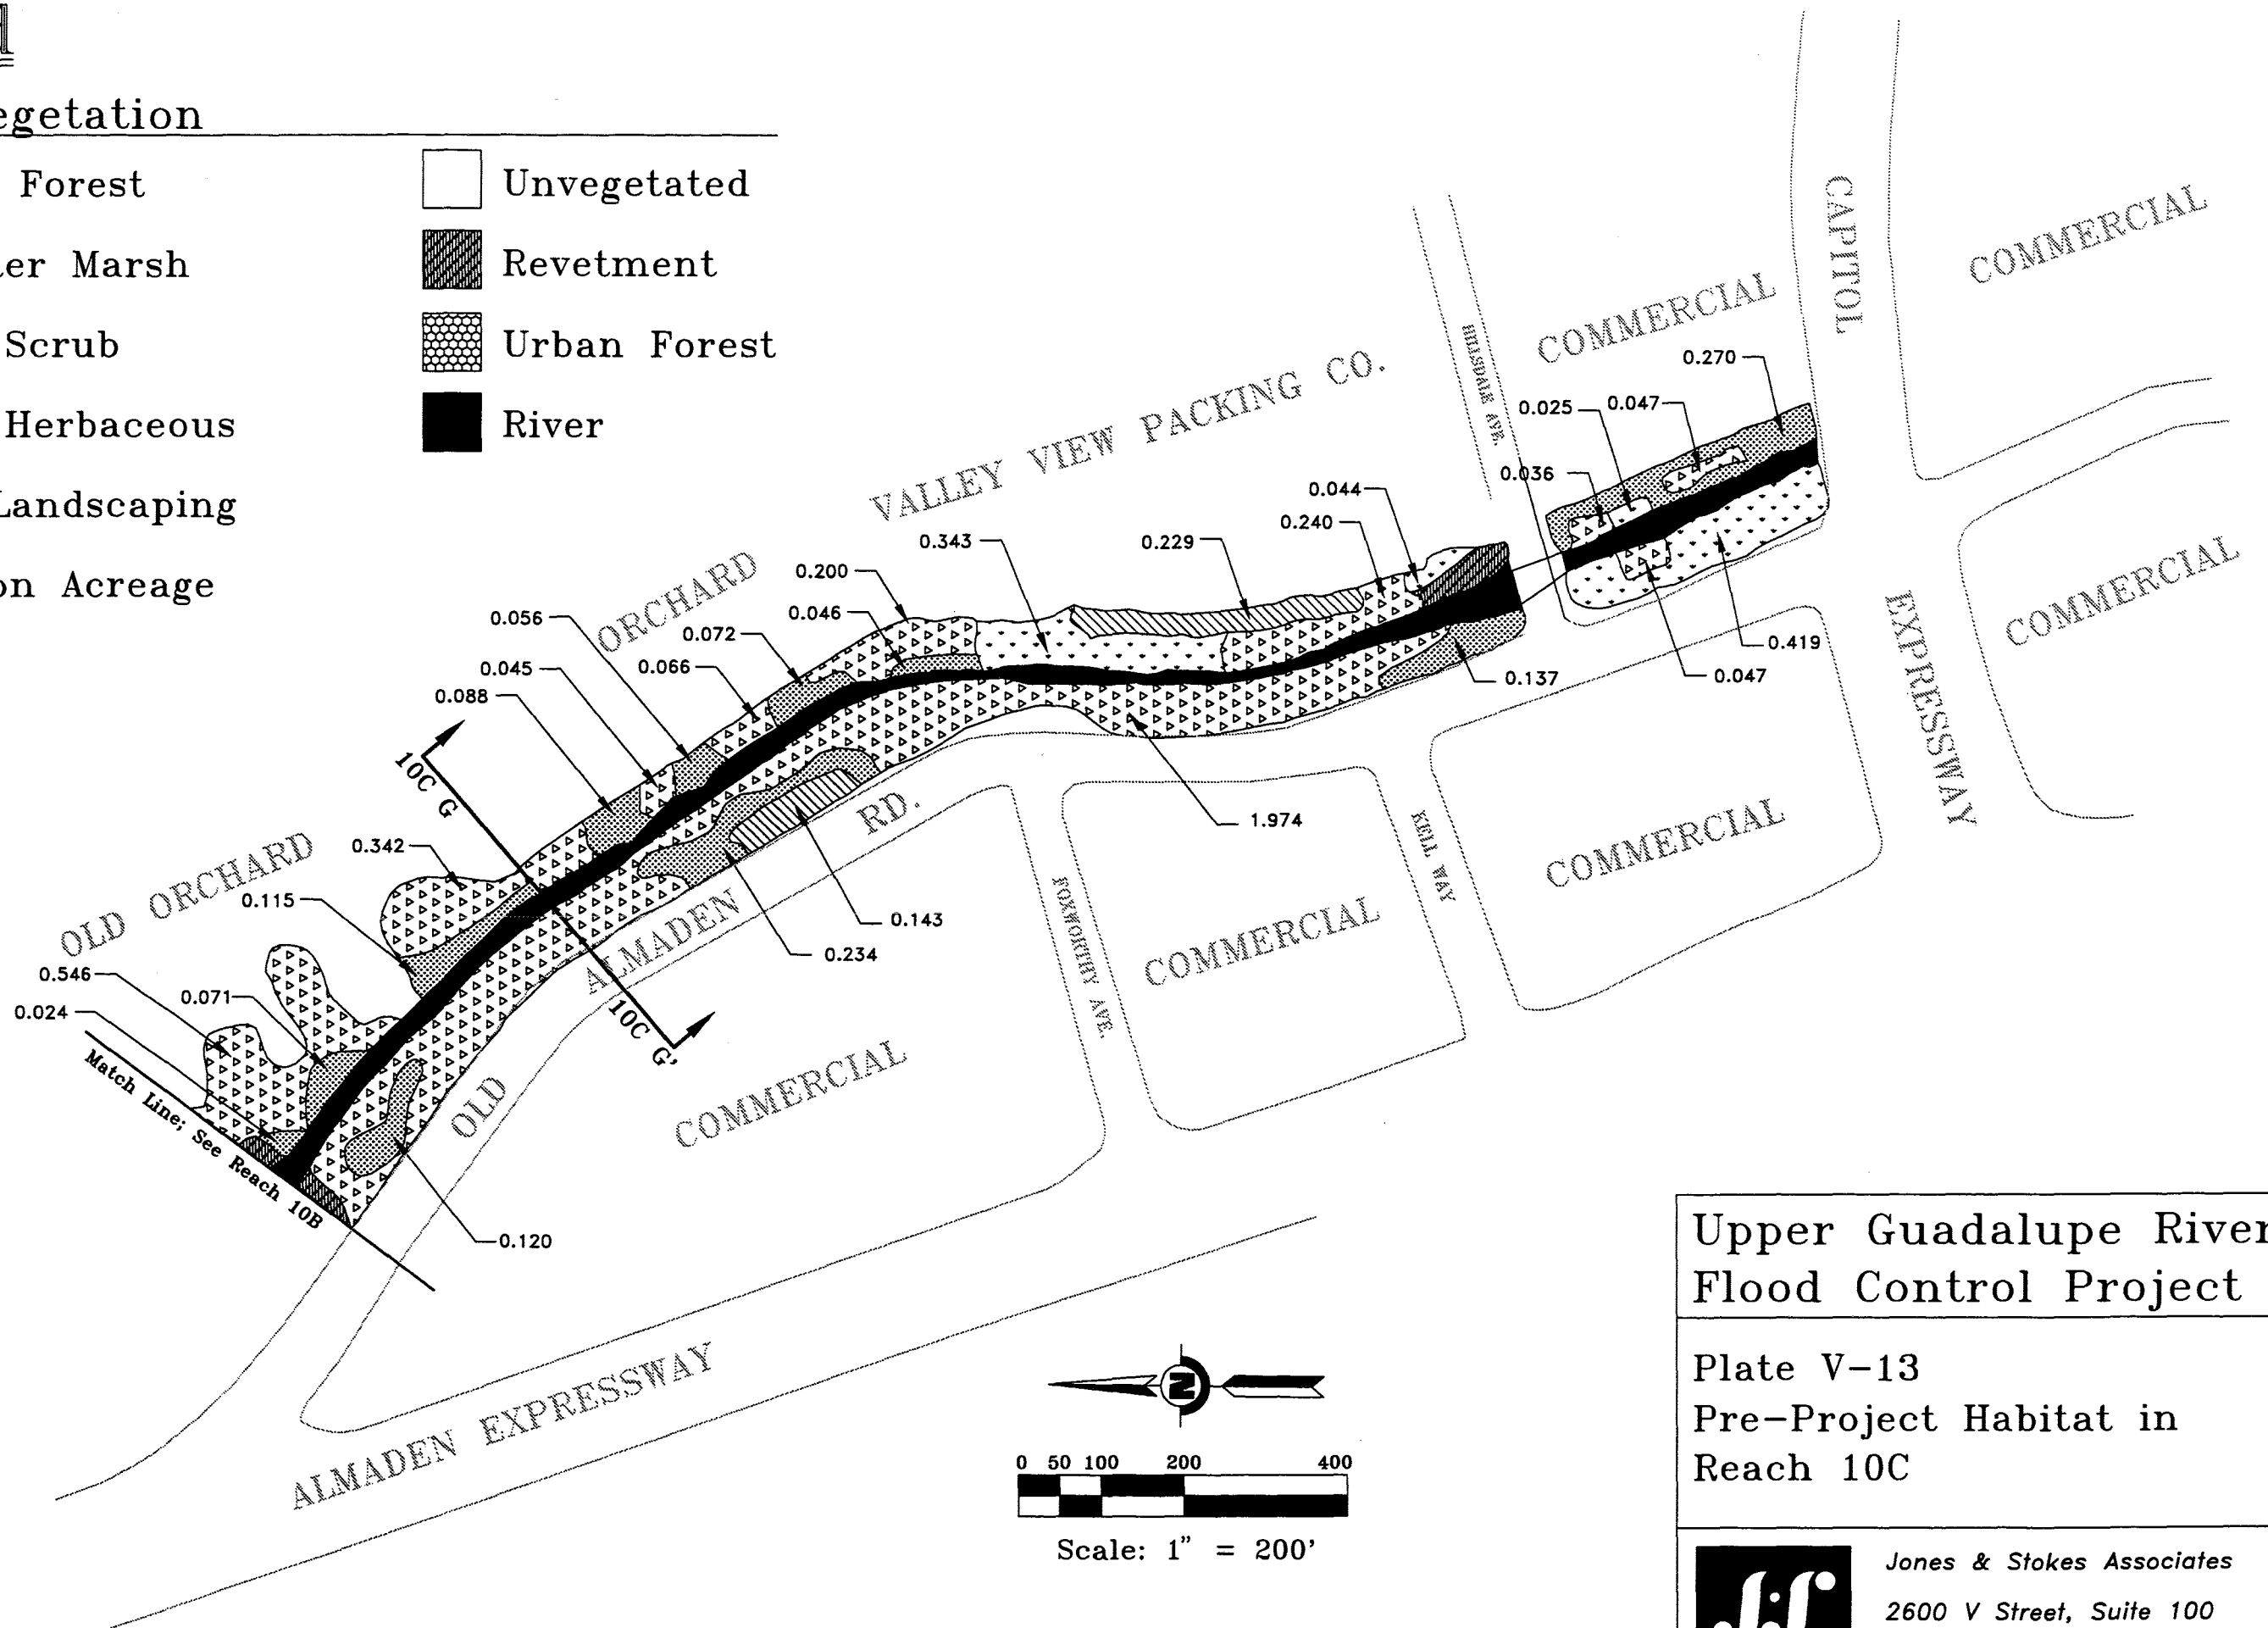 egetation
Forest
er Marsh
Scrub
Herbaceous
Landscaping
on Acreage
Unvegetated
Revetment
Urban Forest
River
CAPITOL
EXPRESSWAY
COMMERCIAL
COMMERCIAL
COMMERCIAL
HILLSDALE AVE.
VALLEY VIEW PACKING CO.
ORCHARD
OLD ORCHARD
0.270
0.025
0.047
0.036
0.044
0.240
0.229
0.343
0.200
0.046
0.056
0.072
0.045
0.066
0.088
0.342
0.115
0.546
0.071
0.024
0.419
0.047
0.137
1.974
0.143
0.234
0.120
10C G
10C G'
Match Line; See Reach 10B
OLD ALMADEN RD.
FOXWORTHY AVE.
KELL WAY
COMMERCIAL
COMMERCIAL
COMMERCIAL
ALMADEN EXPRESSWAY
N
0 50 100 200 400
Scale: 1" = 200'
Upper Guadalupe River
Flood Control Project
Plate V-13
Pre-Project Habitat in
Reach 10C
Jones & Stokes Associates
2600 V Street, Suite 100